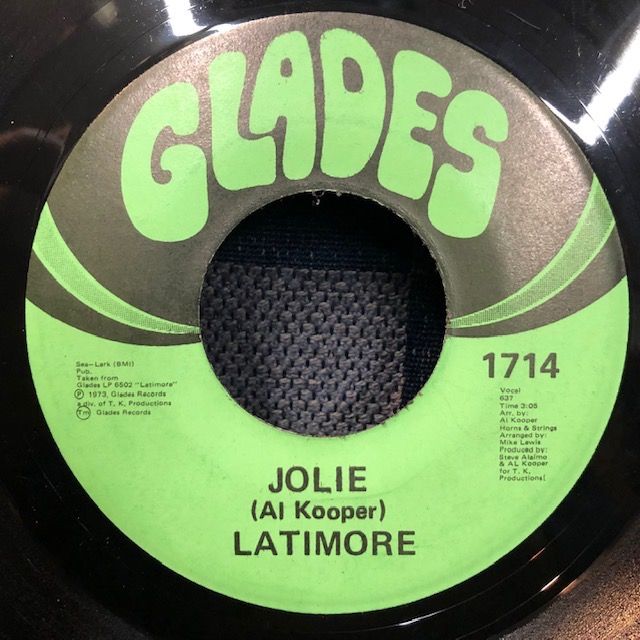 GLADES
Sea-Lark (BMI)
Pub.
Taken from
Glades LP 6502 "Latimore"
Ⓟ 1973, Glades Records
a div. of T. K. Productions
Tm Glades Records
1714
Vocal
637
Time 3:05
Arr. by:
Al Kooper
Horns & Strings
Arranged by:
Mike Lewis
Produced by:
Steve Alaimo
& AL Kooper
for T. K.
Productions
JOLIE
(Al Kooper)
LATIMORE